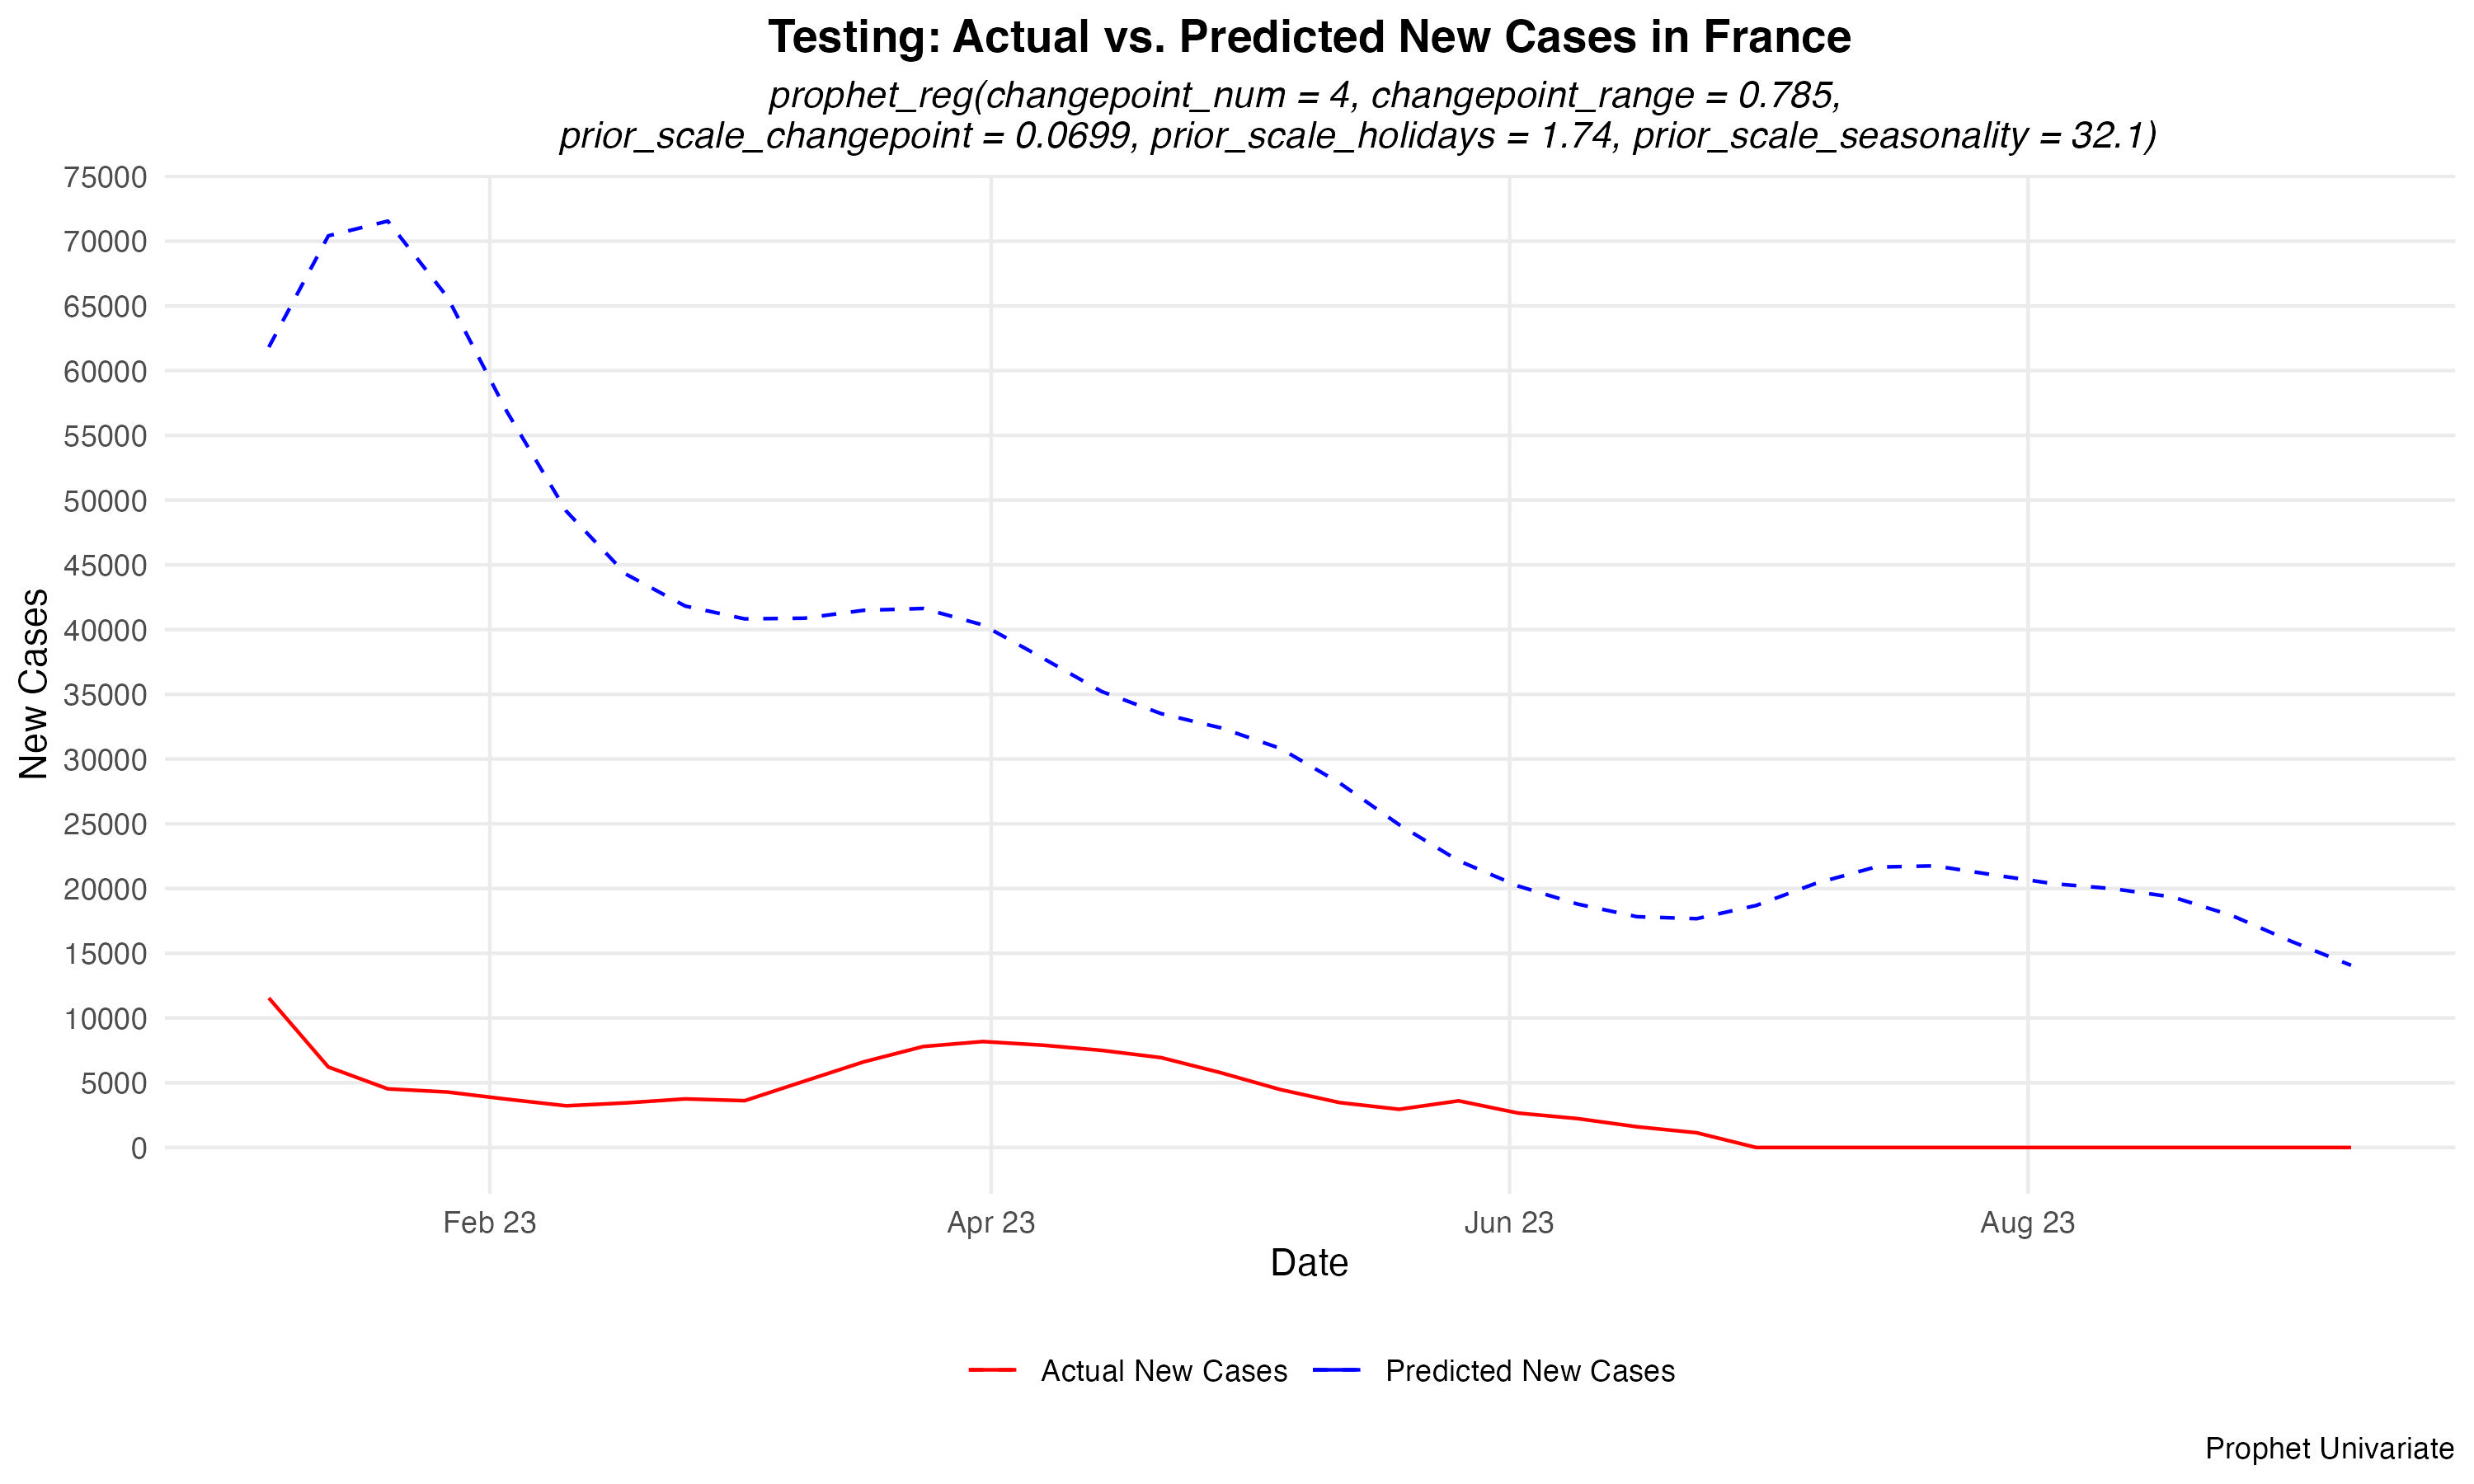 Testing: Actual vs. Predicted New Cases in France
prophet_reg(changepoint_num = 4, changepoint_range = 0.785,
prior_scale_changepoint = 0.0699, prior_scale_holidays = 1.74, prior_scale_seasonality = 32.1)
75000
70000
65000
60000
55000
50000
45000
40000
35000
30000
25000
20000
15000
10000
5000
0
New Cases
Feb 23 Apr 23 Jun 23 Aug 23
Date
Actual New Cases Predicted New Cases
Prophet Univariate